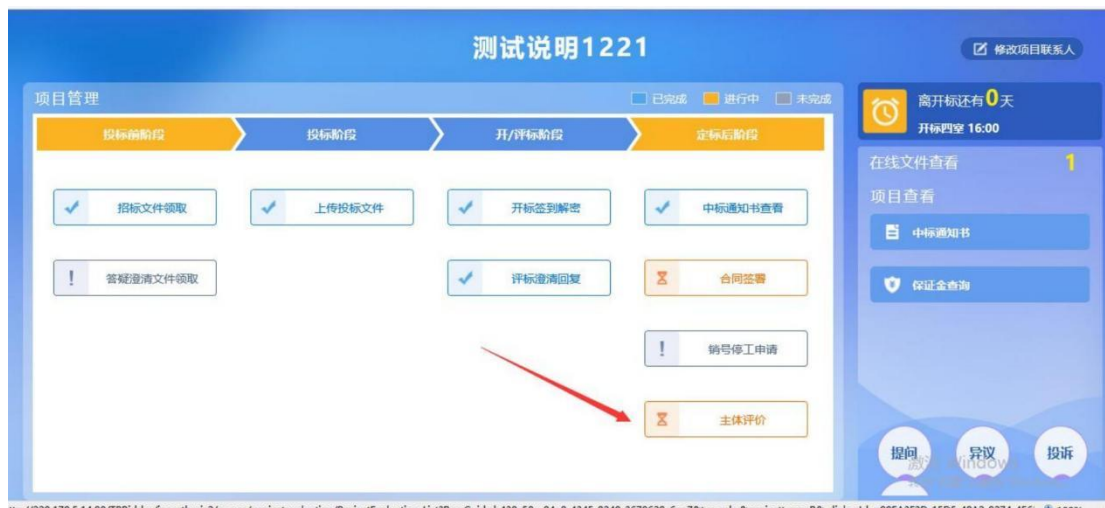 测试说明1221
修改项目联系人
项目管理
已完成 进行中 未完成
投标前阶段 投标阶段 开/评标阶段 定标后阶段
招标文件领取 上传投标文件 开标签到解密 中标通知书查看
答疑澄清文件领取 评标澄清回复 合同签署
销号停工申请
主体评价
离开标还有0天
开标四室 16:00
在线文件查看 1
项目查看
中标通知书
保证金查询
提问 异议 投诉
激活 Windows